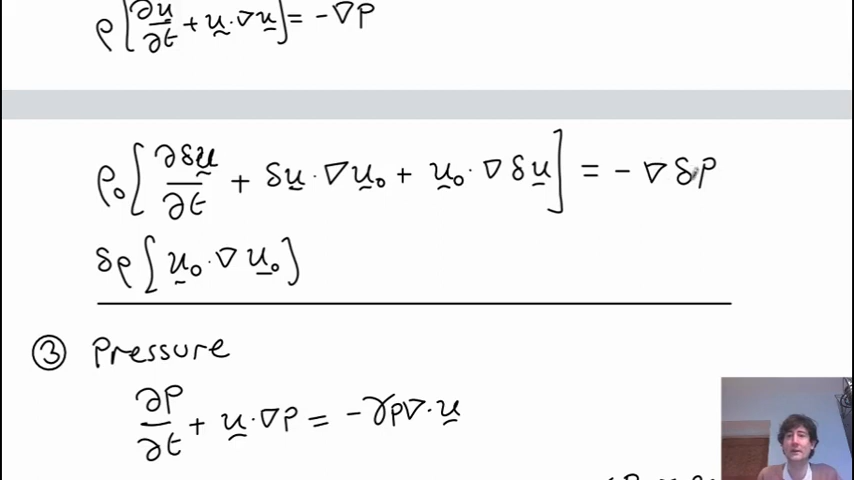 ρ[∂u/∂t + u·∇u] = -∇P
ρ₀[∂δu/∂t + δu·∇u₀ + u₀·∇δu] = -∇δP
δρ[u₀·∇u₀]
③ Pressure
∂P/∂t + u·∇P = -γP∇·u